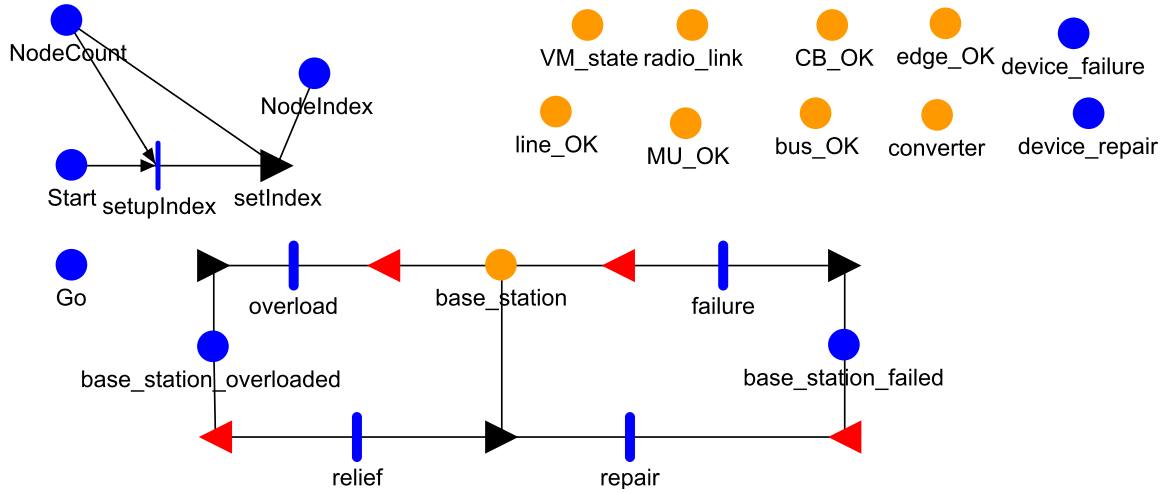 NodeCount
VM_state
radio_link
CB_OK
edge_OK
device_failure
NodeIndex
line_OK
MU_OK
bus_OK
converter
device_repair
Start
setupIndex
setIndex
Go
overload
base_station
failure
base_station_overloaded
base_station_failed
relief
repair